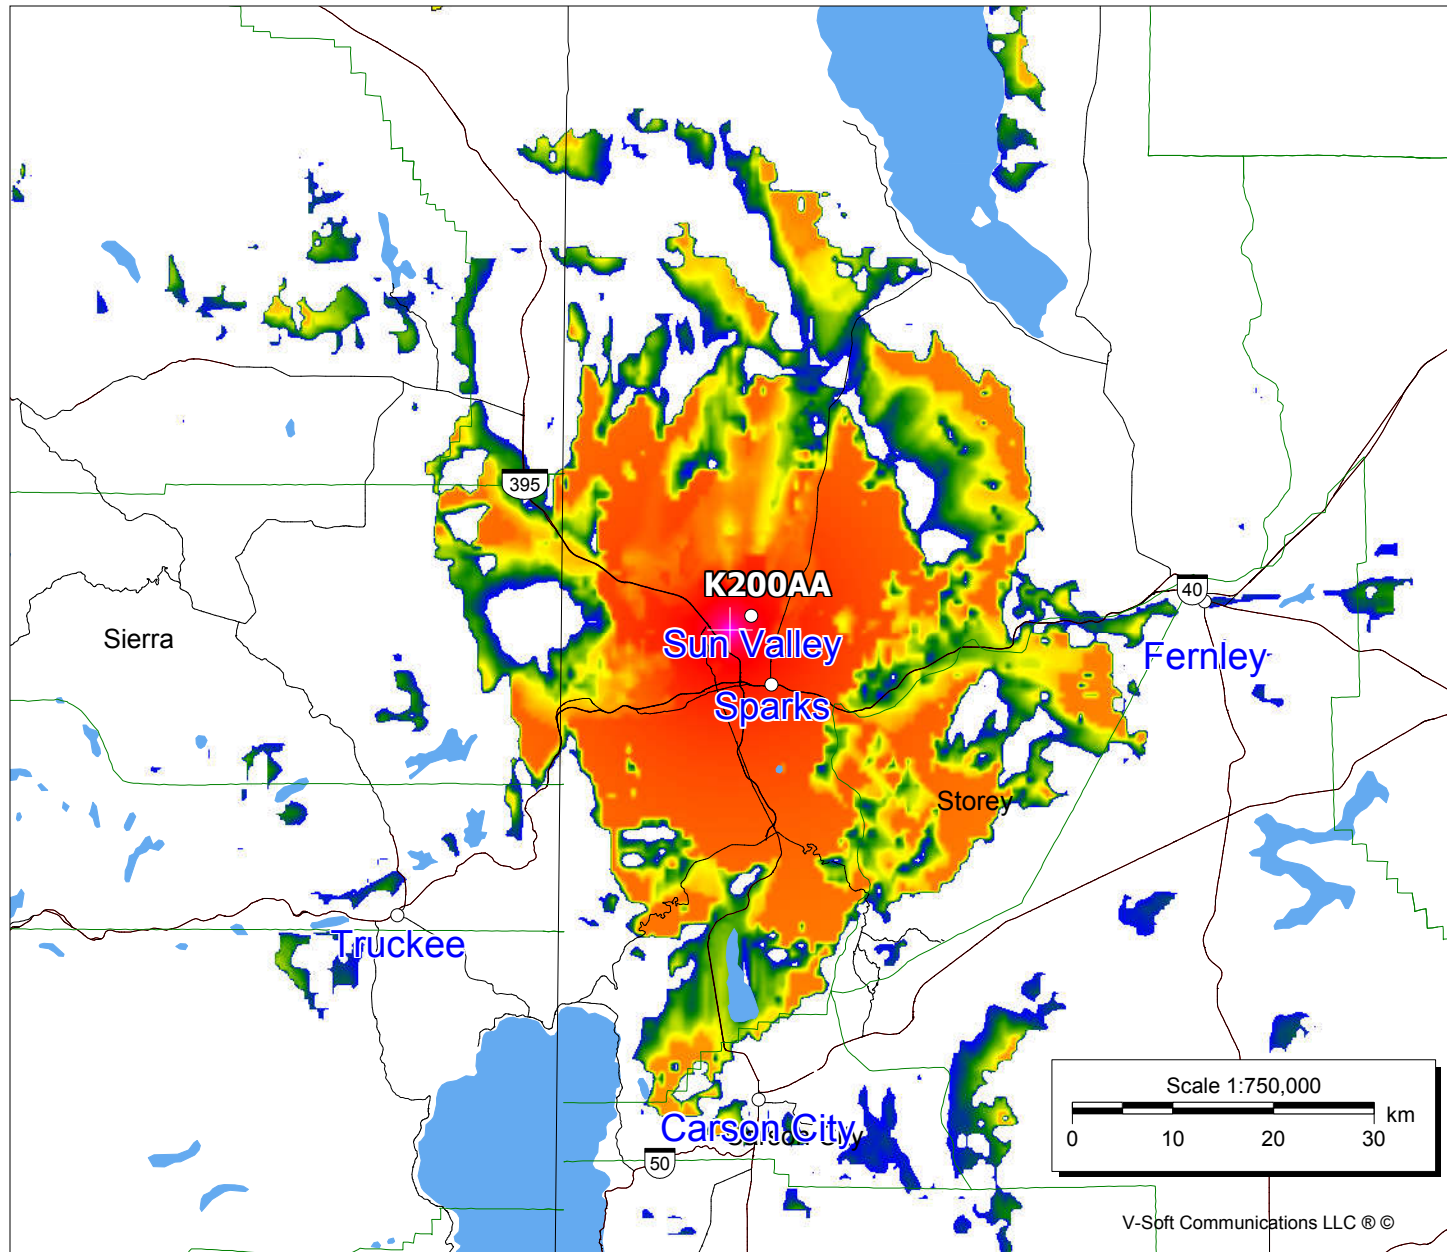 395
K200AA
40
Sierra
Sun Valley
Fernley
Sparks
Storey
Truckee
Scale 1:750,000
km
0 10 20 30
Carson City
50
V-Soft Communications LLC ® ©